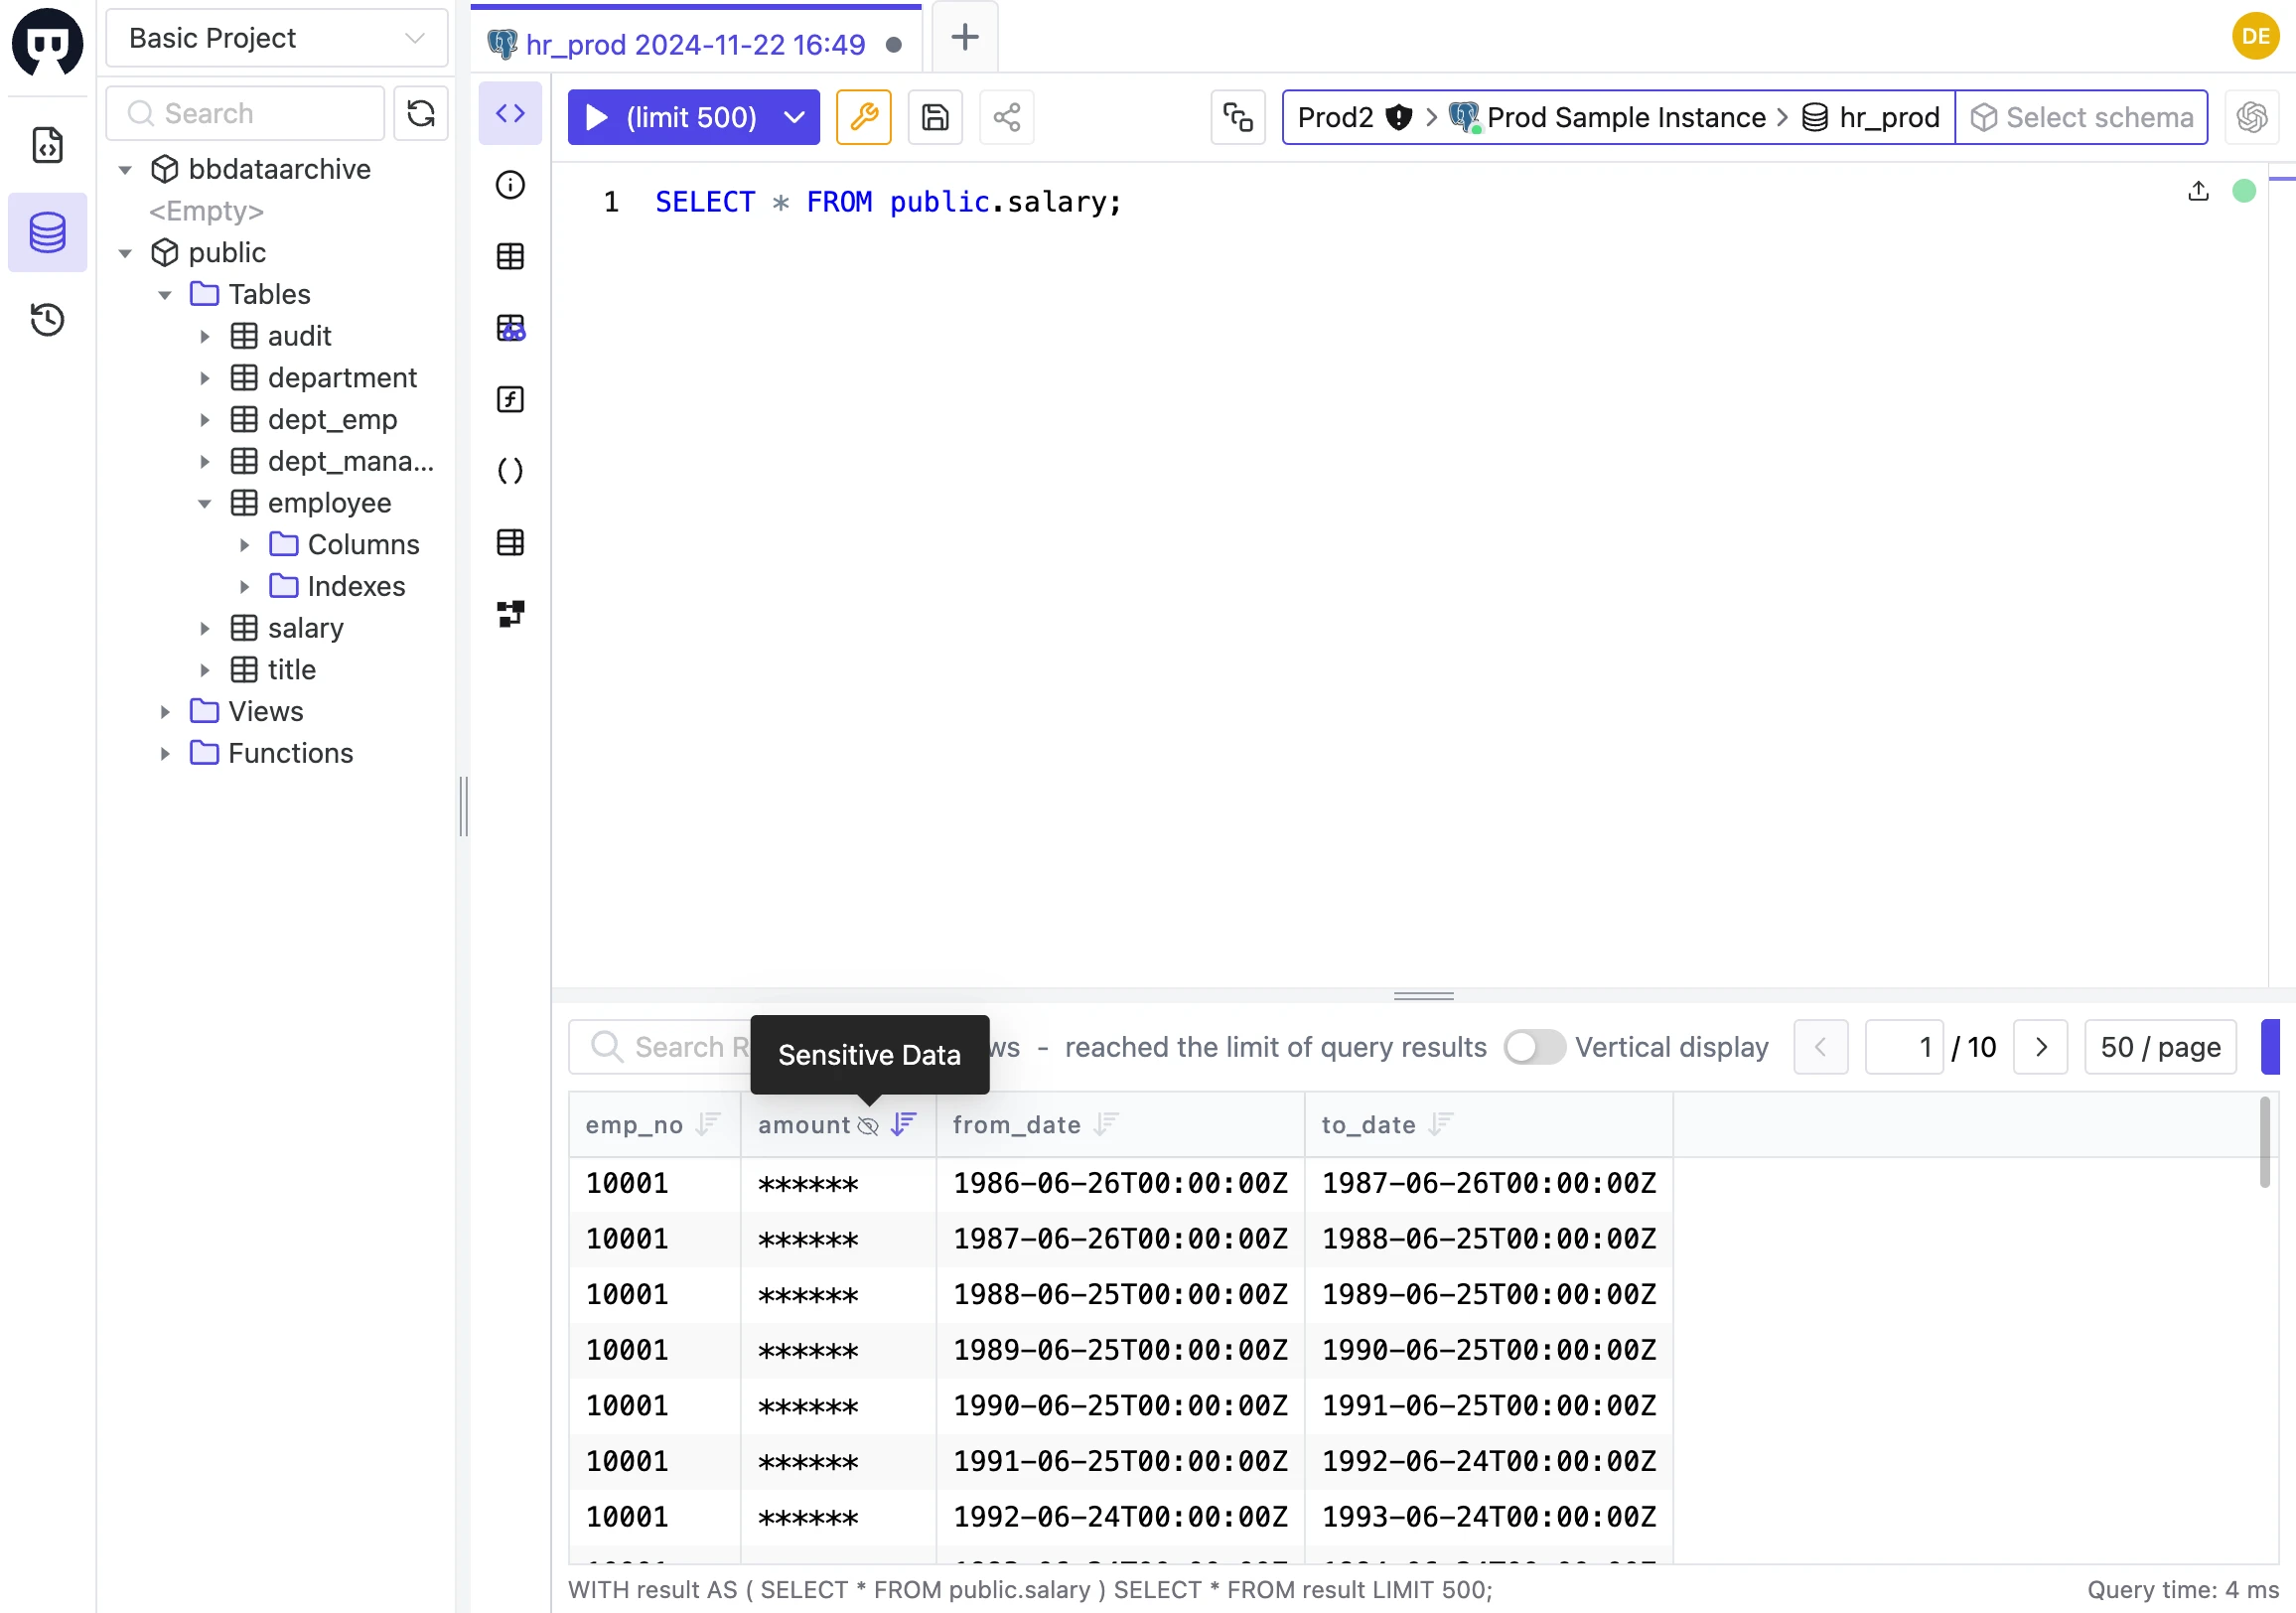 Basic Project
hr_prod 2024-11-22 16:49
DE
Search
(limit 500)
Prod2 > Prod Sample Instance > hr_prod
Select schema
bbdataarchive
<Empty>
public
Tables
audit
department
dept_emp
dept_mana...
employee
Columns
Indexes
salary
title
Views
Functions
1 SELECT * FROM public.salary;
Sensitive Data
Search
- reached the limit of query results
Vertical display
1 / 10
50 / page
emp_no amount from_date to_date
10001 ****** 1986-06-26T00:00:00Z 1987-06-26T00:00:00Z
10001 ****** 1987-06-26T00:00:00Z 1988-06-25T00:00:00Z
10001 ****** 1988-06-25T00:00:00Z 1989-06-25T00:00:00Z
10001 ****** 1989-06-25T00:00:00Z 1990-06-25T00:00:00Z
10001 ****** 1990-06-25T00:00:00Z 1991-06-25T00:00:00Z
10001 ****** 1991-06-25T00:00:00Z 1992-06-24T00:00:00Z
10001 ****** 1992-06-24T00:00:00Z 1993-06-24T00:00:00Z
WITH result AS ( SELECT * FROM public.salary ) SELECT * FROM result LIMIT 500;
Query time: 4 ms